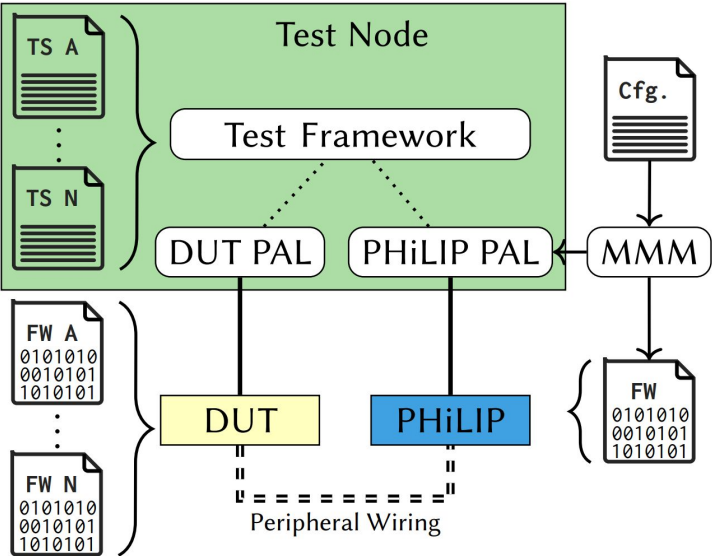 Test Node
TS A
Cfg.
Test Framework
TS N
DUT PAL
PHiLIP PAL
MMM
FW A
0101010
0010101
1010101
FW
0101010
0010101
1010101
DUT
PHiLIP
FW N
0101010
0010101
1010101
Peripheral Wiring